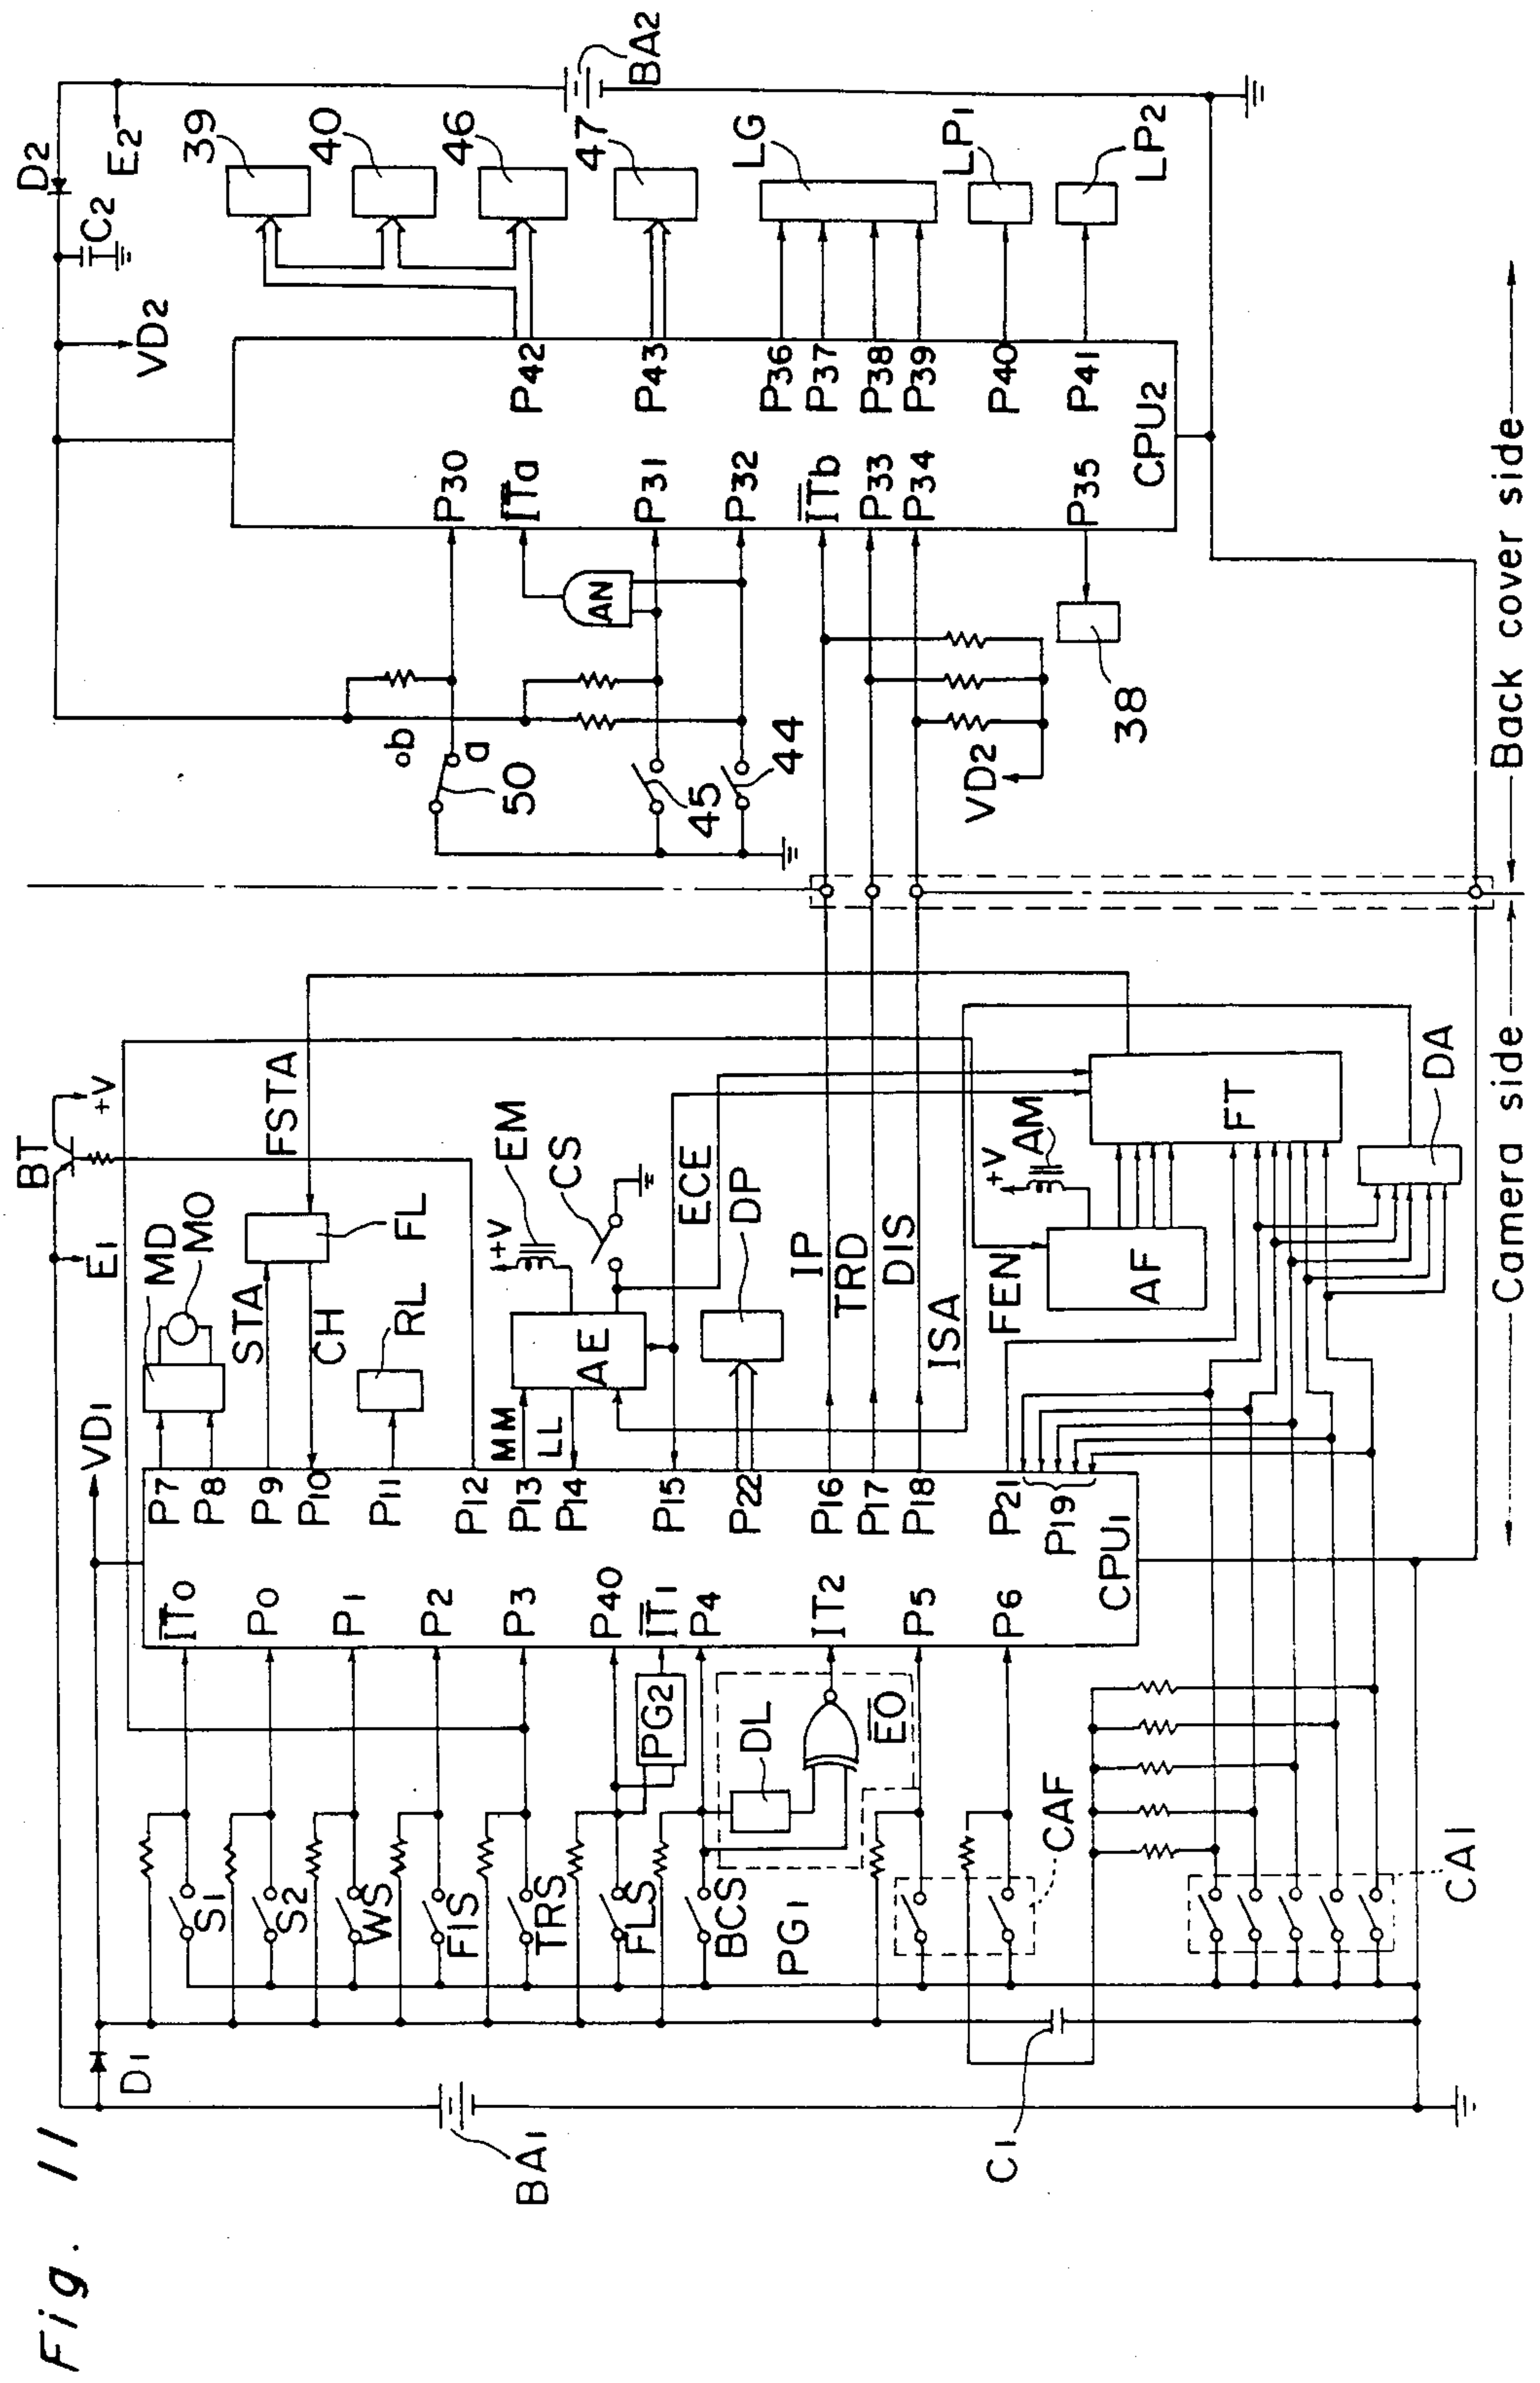 Fig. 11
BA1
D1
C1
VD1
E1
BT
+V
S1
S2
WS
FIS
TRS
FLS
BCS
PG1
CAF
CA1
PG2
DL
E̅O̅
I̅T̅0
P0
P1
P2
P3
P40
I̅T̅1
P4
IT2
P5
P6
CPU1
P7
P8
P9
P10
P11
P12
P13
P14
P15
P22
P16
P17
P18
P21
P19
MD
MO
STA
CH
FL
RL
FSTA
MM
LL
AE
+V
EM
CS
ECE
DP
IP
TRD
DIS
ISA
FEN
AF
+V
AM
FT
DA
Camera side
Back cover side
b
a
50
45
44
VD2
AN
38
P30
I̅T̅a
P31
P32
I̅T̅b
P33
P34
P35
CPU2
P42
P43
P36
P37
P38
P39
P40
P41
VD2
C2
D2
E2
39
40
46
47
LG
LP1
LP2
BA2